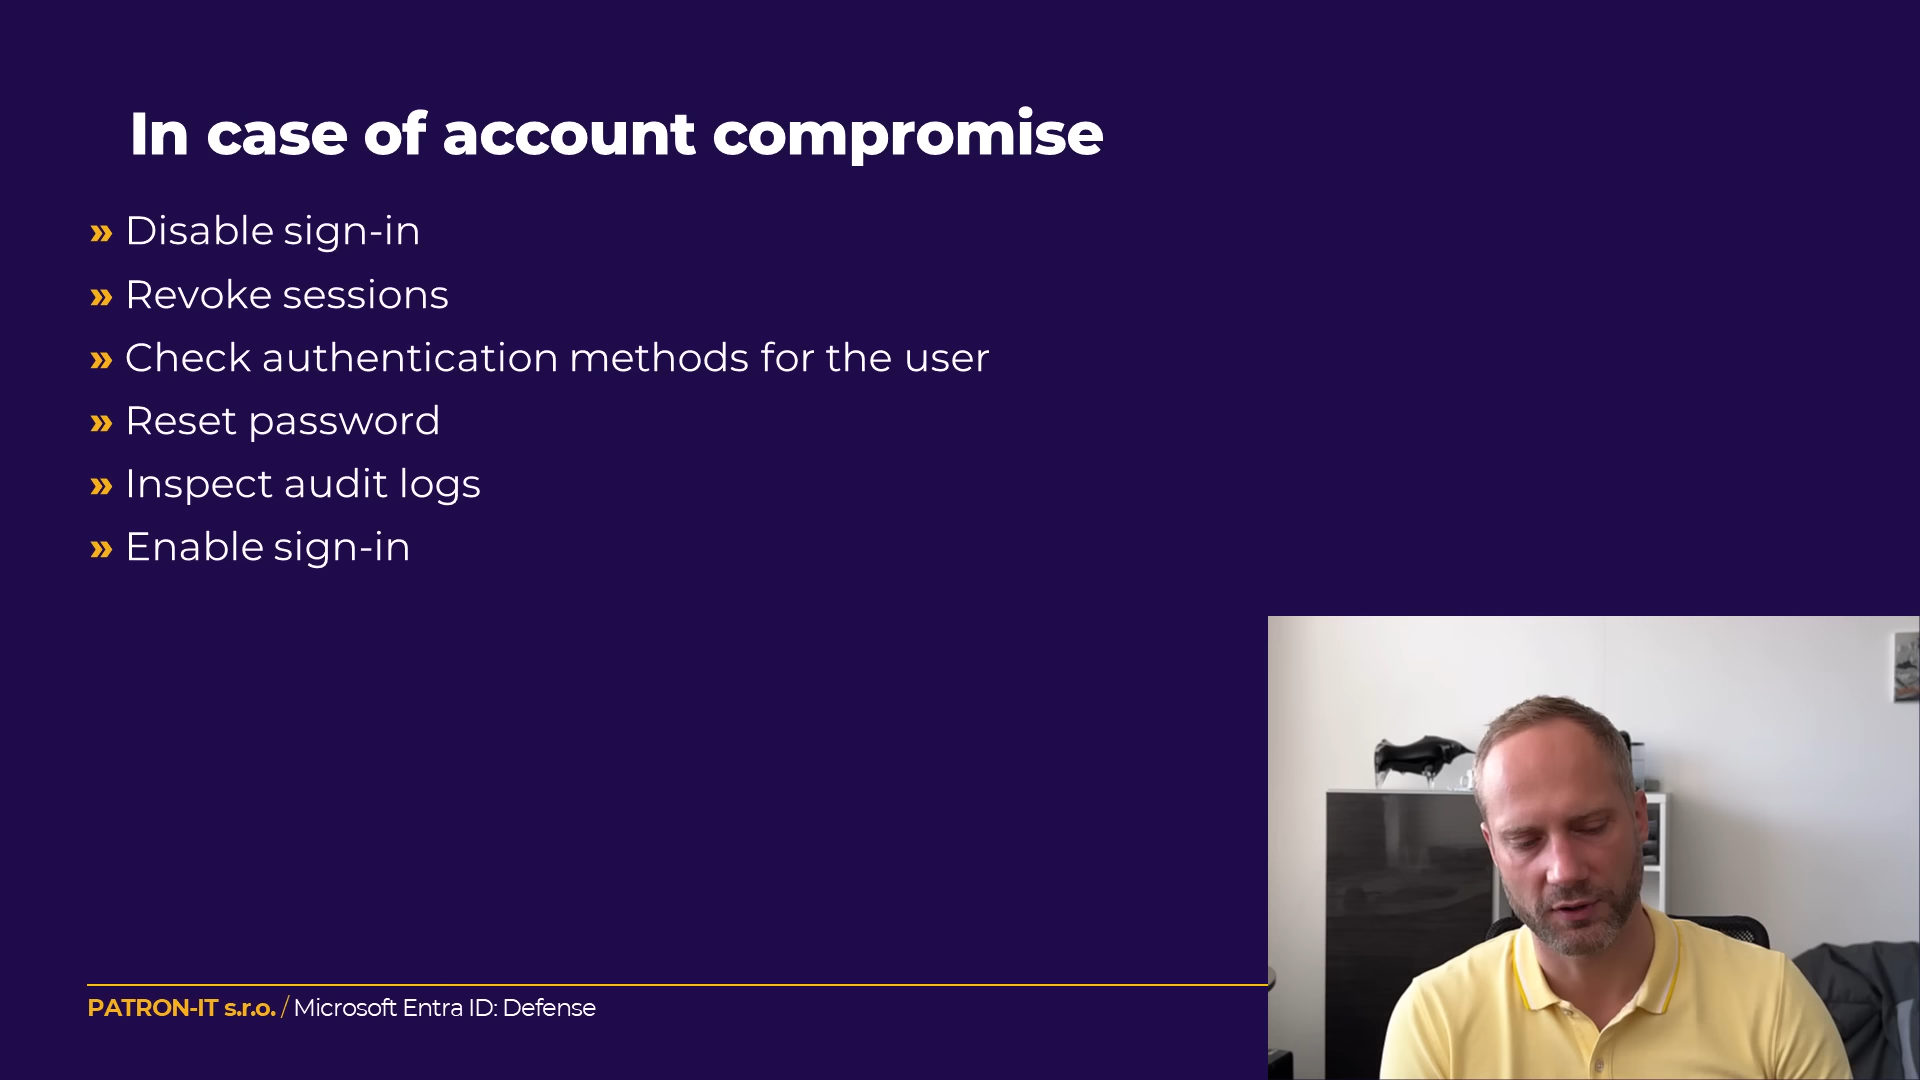 In case of account compromise
» Disable sign-in
» Revoke sessions
» Check authentication methods for the user
» Reset password
» Inspect audit logs
» Enable sign-in
PATRON-IT s.r.o. / Microsoft Entra ID: Defense